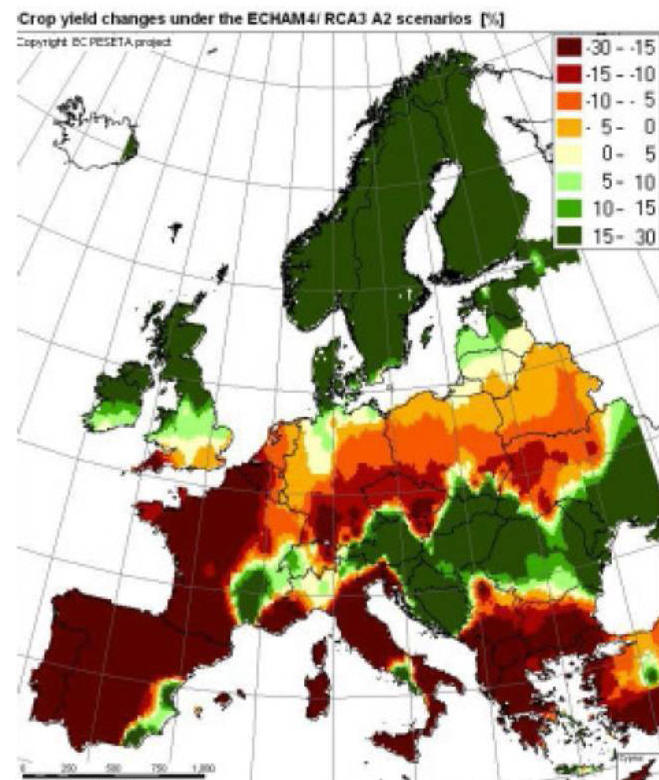 Crop yield changes under the ECHAM4/ RCA3 A2 scenarios [%]
Copyright: EC PESETA project
-30 - -15
-15 - -10
-10 - - 5
- 5 - 0
0 - 5
5 - 10
10 - 15
15 - 30
0 250 500 750 1,000
Cyprus